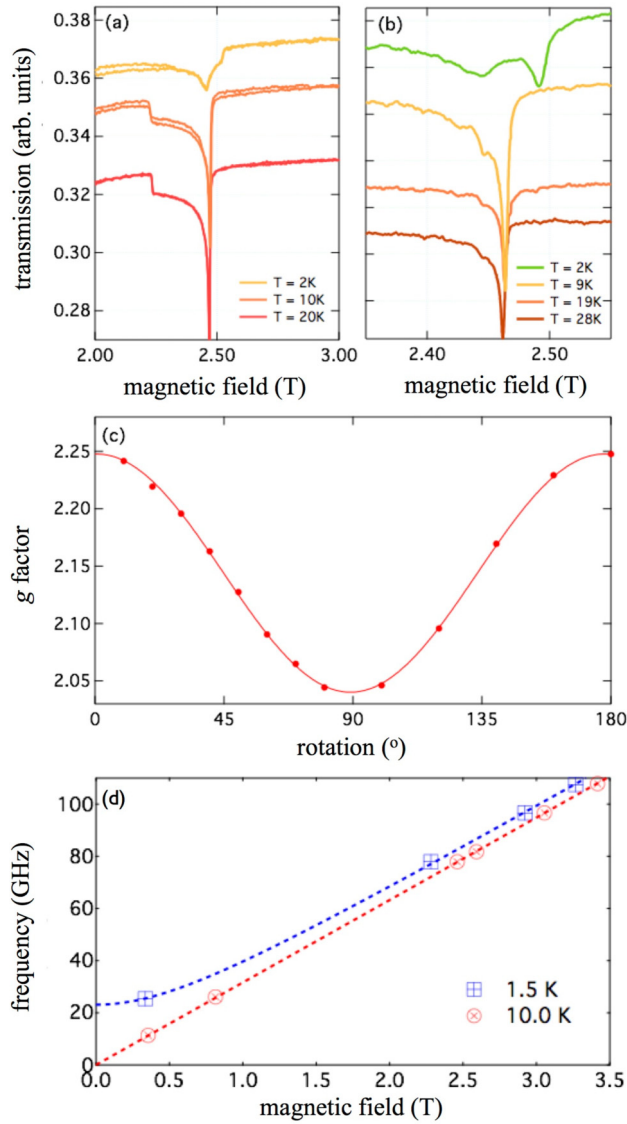 (a)
(b)
transmission (arb. units)
0.38
0.36
0.34
0.32
0.30
0.28
T = 2K
T = 10K
T = 20K
T = 2K
T = 9K
T = 19K
T = 28K
2.00
2.50
3.00
2.40
2.50
magnetic field (T)
magnetic field (T)
(c)
g factor
2.25
2.20
2.15
2.10
2.05
0
45
90
135
180
rotation (°)
(d)
frequency (GHz)
100
80
60
40
20
0
1.5 K
10.0 K
0.0
0.5
1.0
1.5
2.0
2.5
3.0
3.5
magnetic field (T)